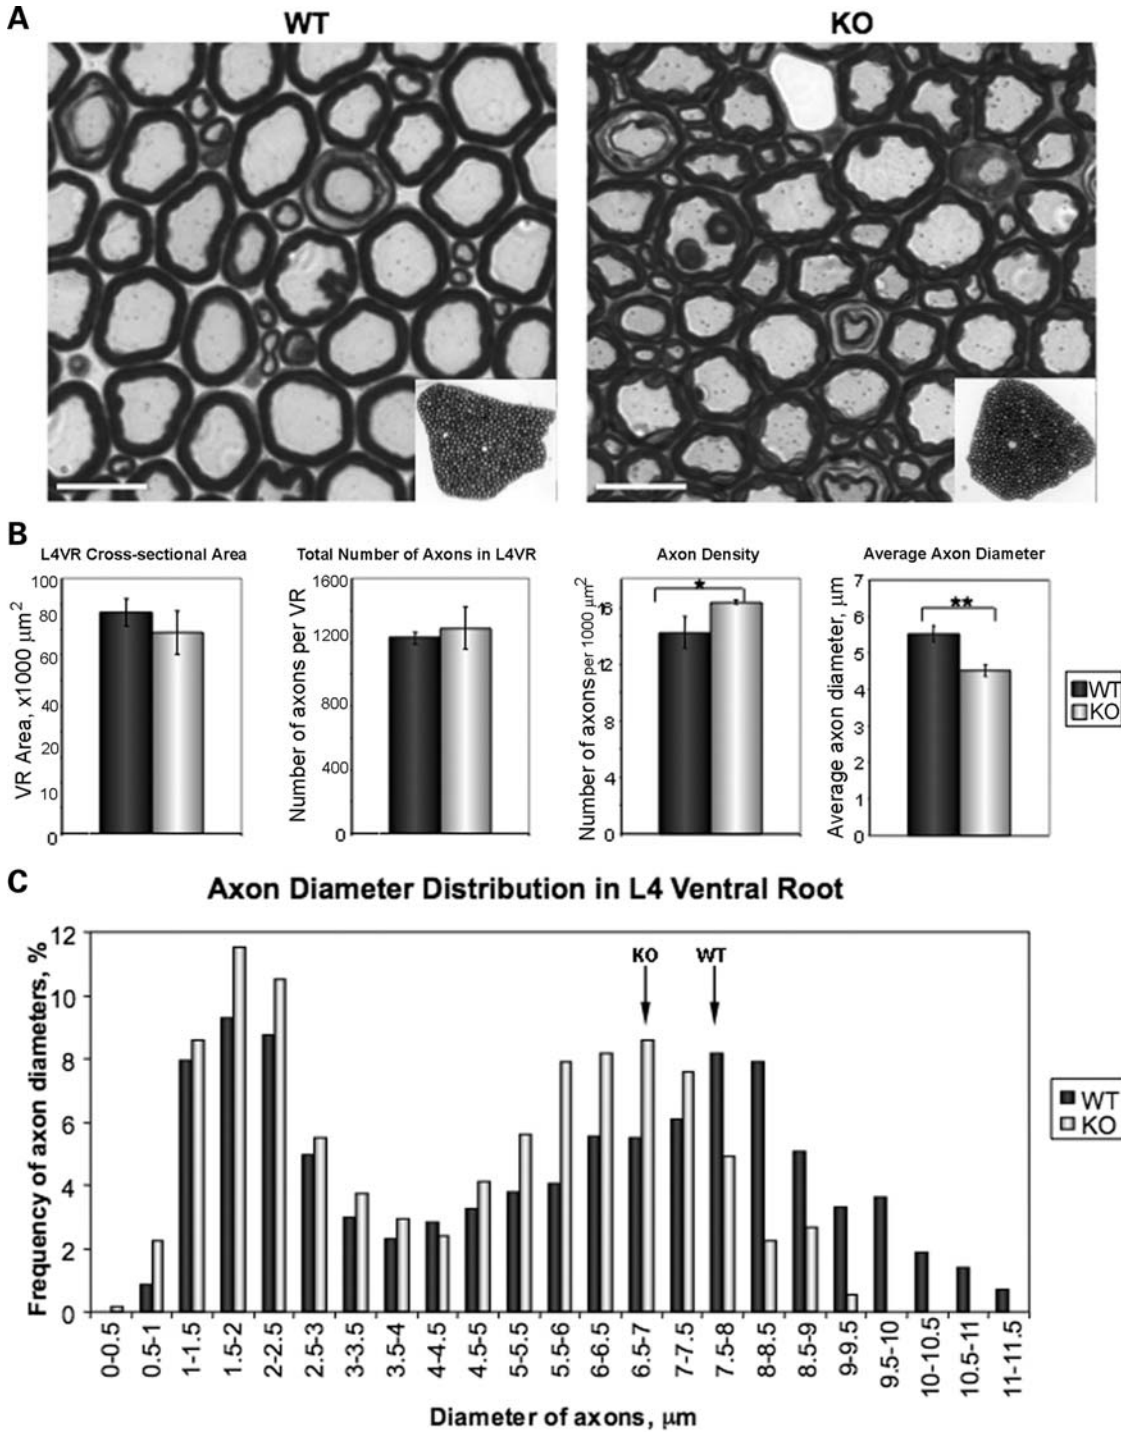 A
WT
KO
B
L4VR Cross-sectional Area
VR Area, x1000 μm2
100
80
60
40
20
10
0
Total Number of Axons in L4VR
Number of axons per VR
1600
1200
800
400
0
Axon Density
Number of axons per 1000 μm2
*
16
12
8
4
0
Average Axon Diameter
Average axon diameter, μm
**
7
6
5
4
3
2
1
0
WT
KO
C
Axon Diameter Distribution in L4 Ventral Root
Frequency of axon diameters, %
12
10
8
6
4
2
0
KO
WT
WT
KO
0-0.5
0.5-1
1-1.5
1.5-2
2-2.5
2.5-3
3-3.5
3.5-4
4-4.5
4.5-5
5-5.5
5.5-6
6-6.5
6.5-7
7-7.5
7.5-8
8-8.5
8.5-9
9-9.5
9.5-10
10-10.5
10.5-11
11-11.5
Diameter of axons, μm